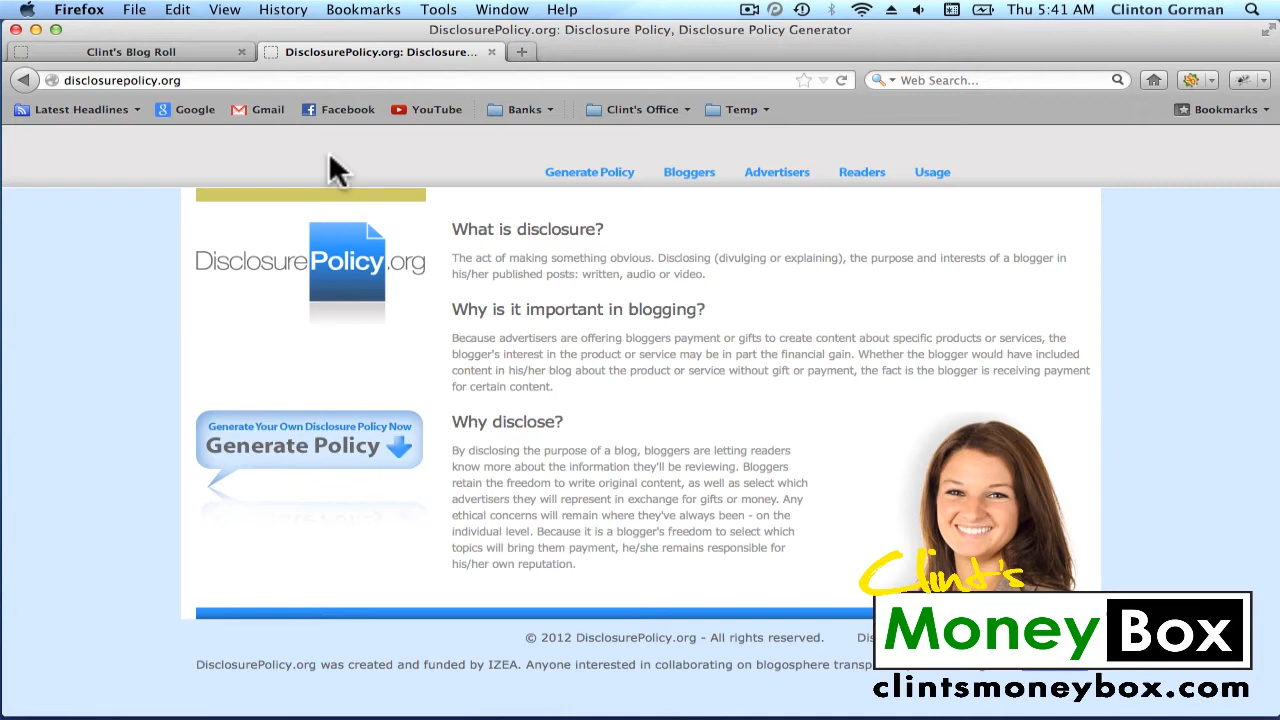 Firefox File Edit View History Bookmarks Tools Window Help Thu 5:41 AM Clinton Gorman
DisclosurePolicy.org: Disclosure Policy, Disclosure Policy Generator
Clint's Blog Roll DisclosurePolicy.org: Disclosure...
disclosurepolicy.org Web Search...
Latest Headlines Google Gmail Facebook YouTube Banks Clint's Office Temp Bookmarks
Generate Policy Bloggers Advertisers Readers Usage
DisclosurePolicy.org
What is disclosure?
The act of making something obvious. Disclosing (divulging or explaining), the purpose and interests of a blogger in
his/her published posts: written, audio or video.
Why is it important in blogging?
Because advertisers are offering bloggers payment or gifts to create content about specific products or services, the
blogger's interest in the product or service may be in part the financial gain. Whether the blogger would have included
content in his/her blog about the product or service without gift or payment, the fact is the blogger is receiving payment
for certain content.
Generate Your Own Disclosure Policy Now
Generate Policy
Why disclose?
By disclosing the purpose of a blog, bloggers are letting readers
know more about the information they'll be reviewing. Bloggers
retain the freedom to write original content, as well as select which
advertisers they will represent in exchange for gifts or money. Any
ethical concerns will remain where they've always been - on the
individual level. Because it is a blogger's freedom to select which
topics will bring them payment, he/she remains responsible for
his/her own reputation.
© 2012 DisclosurePolicy.org - All rights reserved.
DisclosurePolicy.org was created and funded by IZEA. Anyone interested in collaborating on blogosphere
Clint's
MoneyBox
clintsmoneybox.com